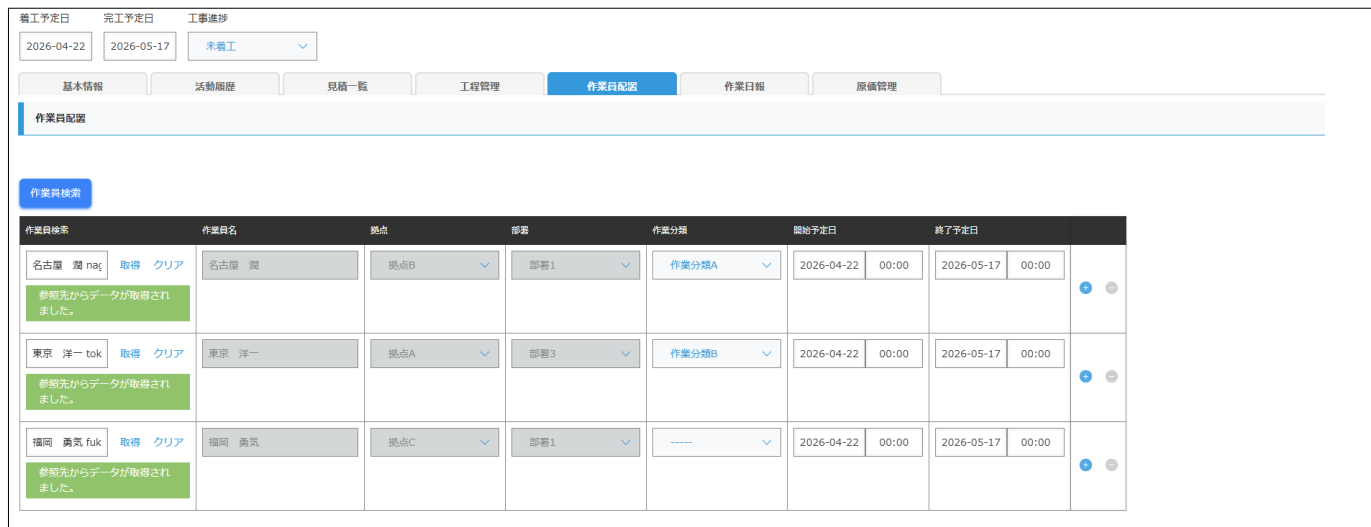 着工予定日 完工予定日 工事進捗
2026-04-22 2026-05-17 未着工
基本情報 活動履歴 見積一覧 工程管理 作業員配置 作業日報 原価管理
作業員配置
作業員検索
作業員検索 作業員名 拠点 部署 作業分類 開始予定日 終了予定日
名古屋 潤 nag 取得 クリア 名古屋 潤 拠点B 部署1 作業分類A 2026-04-22 00:00 2026-05-17 00:00
参照先からデータが取得され
ました。
東京 洋一 tok 取得 クリア 東京 洋一 拠点A 部署3 作業分類B 2026-04-22 00:00 2026-05-17 00:00
参照先からデータが取得され
ました。
福岡 勇気 fuk 取得 クリア 福岡 勇気 拠点C 部署1 ----- 2026-04-22 00:00 2026-05-17 00:00
参照先からデータが取得され
ました。